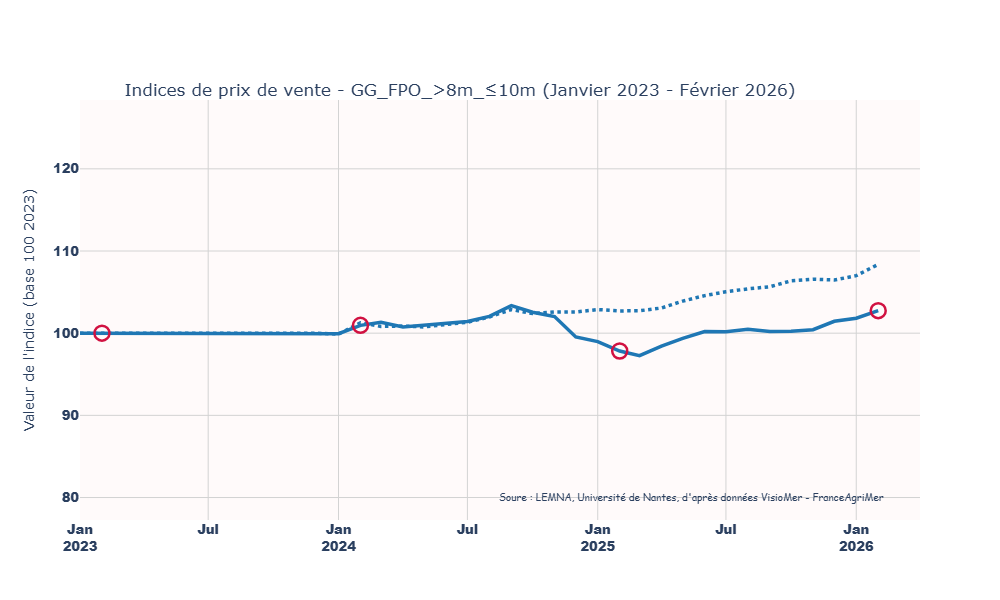 Indices de prix de vente - GG_FPO_>8m_≤10m (Janvier 2023 - Février 2026)
Valeur de l'indice (base 100 2023)
120
110
100
90
80
Soure : LEMNA, Université de Nantes, d'après données VisioMer - FranceAgriMer
Jan
2023
Jul
Jan
2024
Jul
Jan
2025
Jul
Jan
2026